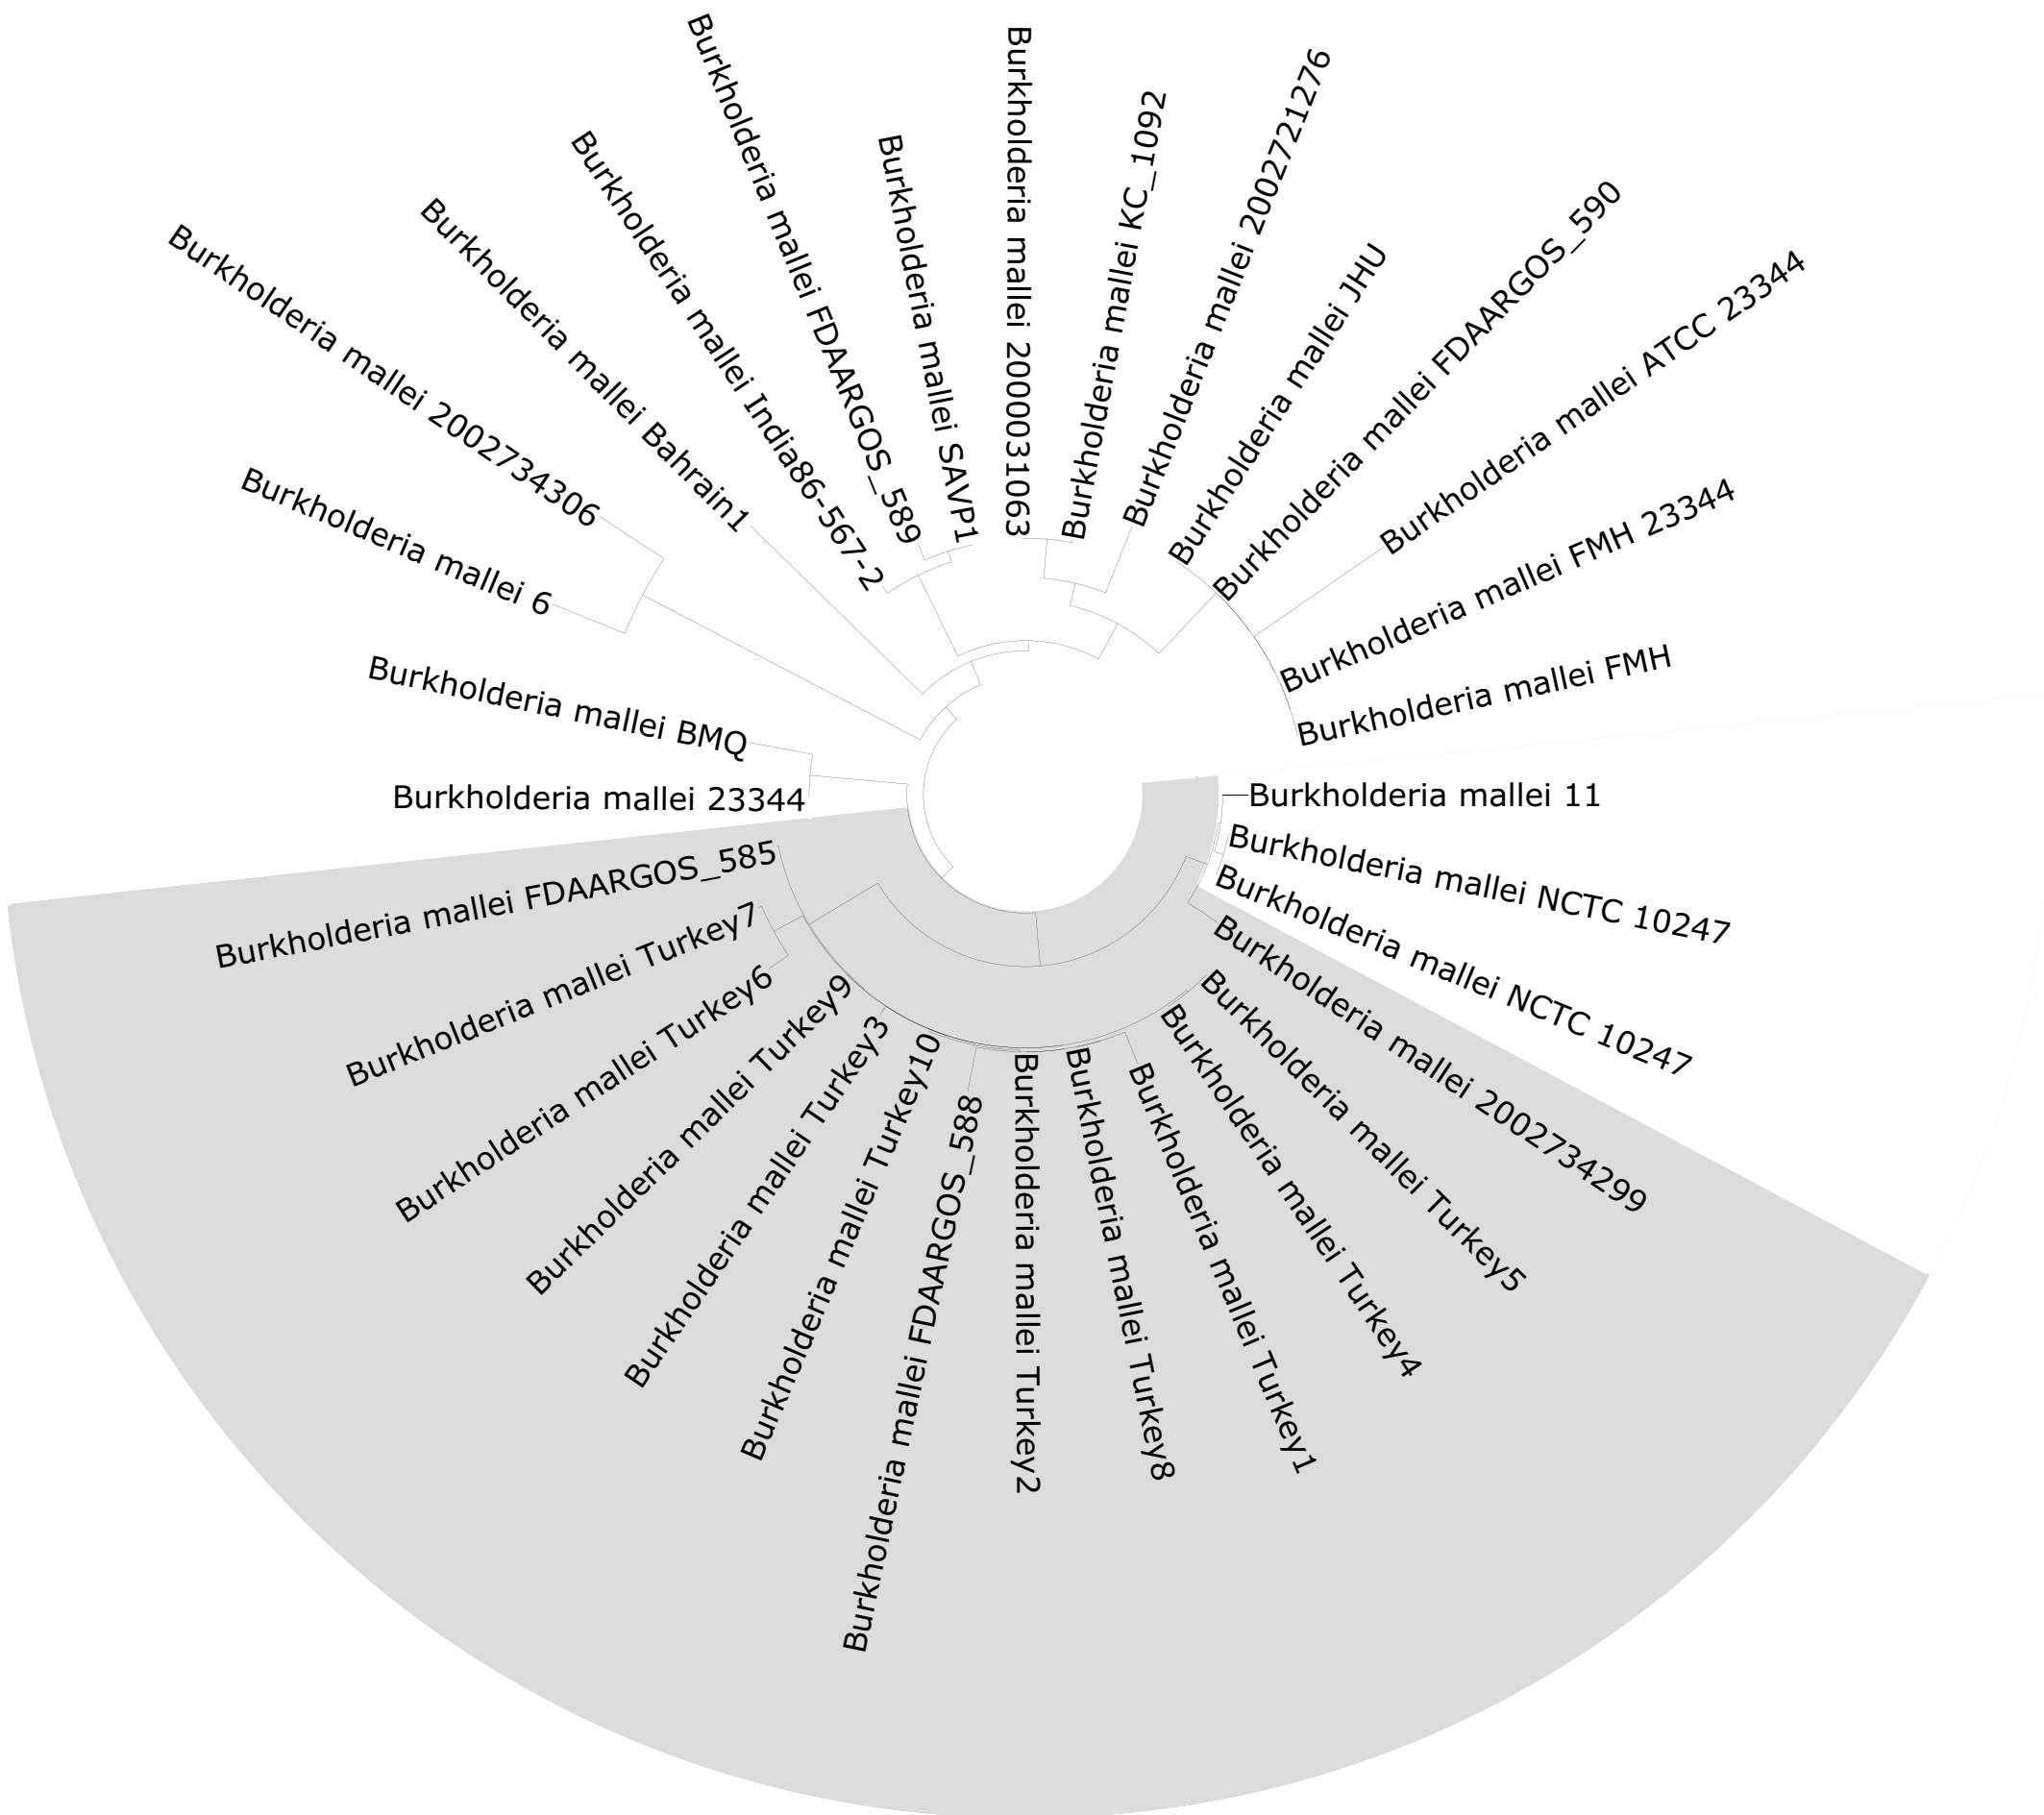 Burkholderia mallei 2000031063
Burkholderia mallei KC_1092
Burkholderia mallei 2002721276
Burkholderia mallei JHU
Burkholderia mallei FDAARGOS_590
Burkholderia mallei ATCC 23344
Burkholderia mallei FMH 23344
Burkholderia mallei FMH
Burkholderia mallei 11
Burkholderia mallei NCTC 10247
Burkholderia mallei NCTC 10247
Burkholderia mallei 2002734299
Burkholderia mallei Turkey5
Burkholderia mallei Turkey4
Burkholderia mallei Turkey1
Burkholderia mallei Turkey8
Burkholderia mallei Turkey2
Burkholderia mallei FDAARGOS_588
Burkholderia mallei Turkey10
Burkholderia mallei Turkey3
Burkholderia mallei Turkey9
Burkholderia mallei Turkey6
Burkholderia mallei Turkey7
Burkholderia mallei FDAARGOS_585
Burkholderia mallei 23344
Burkholderia mallei BMQ
Burkholderia mallei 6
Burkholderia mallei 2002734306
Burkholderia mallei Bahrain1
Burkholderia mallei India86-567-2
Burkholderia mallei FDAARGOS_589
Burkholderia mallei SAVP1